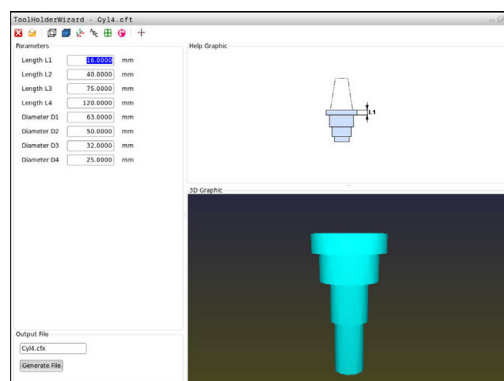 ToolHolderWizard - Cyl4.cft
Parameters
Length L1 16.0000 mm
Length L2 40.0000 mm
Length L3 75.0000 mm
Length L4 120.0000 mm
Diameter D1 63.0000 mm
Diameter D2 50.0000 mm
Diameter D3 32.0000 mm
Diameter D4 25.0000 mm
Output File
Cyl4.cfx
Generate File
Help Graphic
L1
3D Graphic